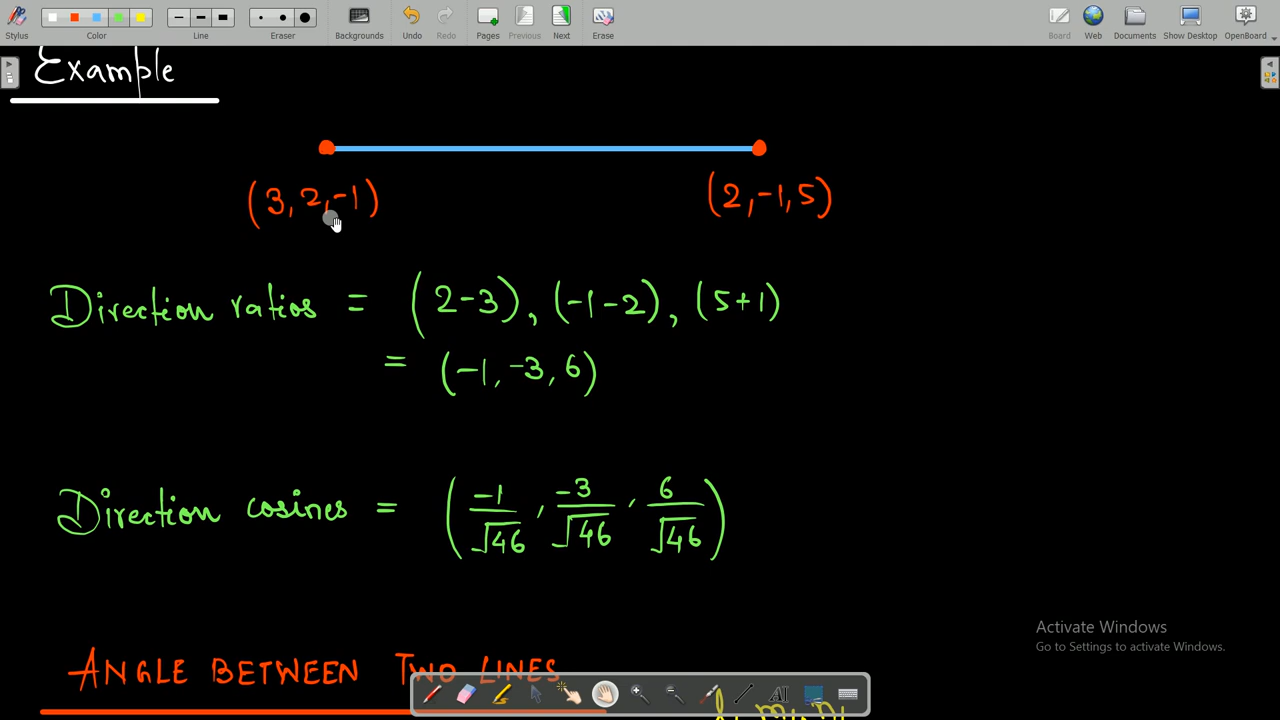 Stylus Color Line Eraser Backgrounds Undo Redo Pages Previous Next Erase Board Web Documents Show Desktop OpenBoard
Example
(3, 2, -1) (2, -1, 5)
Direction ratios = (2-3), (-1-2), (5+1)
= (-1, -3, 6)
Direction cosines = (-1/√46, -3/√46, 6/√46)
Activate Windows
Go to Settings to activate Windows.
ANGLE BETWEEN TWO LINES